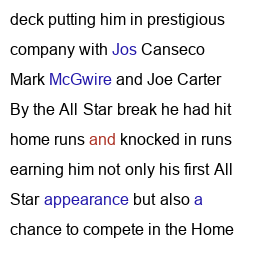 deck putting him in prestigious
company with Jos Canseco
Mark McGwire and Joe Carter
By the All Star break he had hit
home runs and knocked in runs
earning him not only his first All
Star appearance but also a
chance to compete in the Home